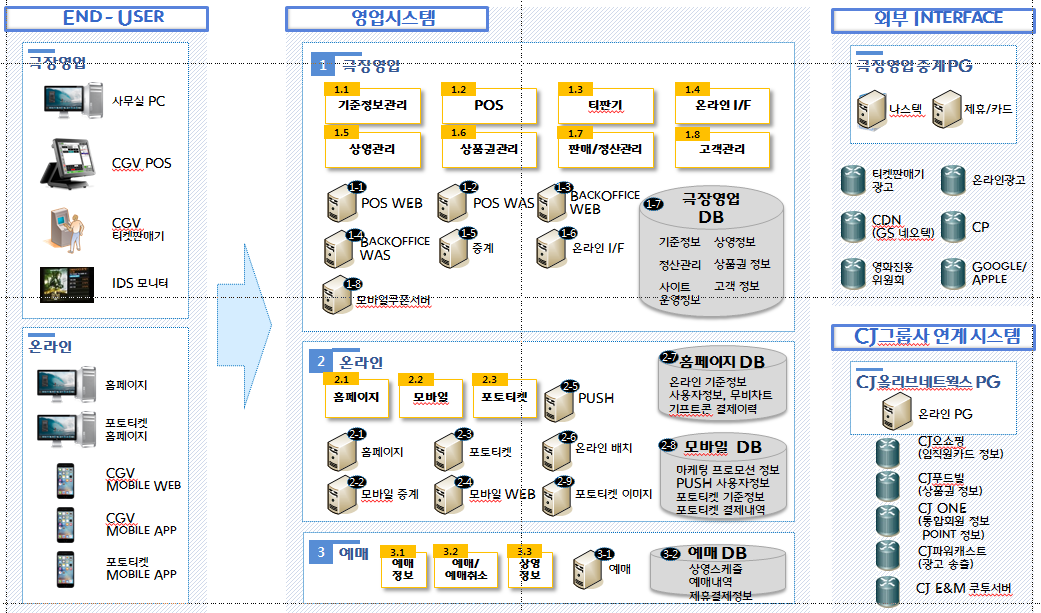 END - USER
극장영업
사무실 PC
CGV POS
CGV
티켓판매기
IDS 모니터
온라인
홈페이지
포토티켓
홈페이지
CGV
MOBILE WEB
CGV
MOBILE APP
포토티켓
MOBILE APP
영업시스템
1 극장영업
1.1
기준정보관리
1.2
POS
1.3
티판기
1.4
온라인 I/F
1.5
상영관리
1.6
상품권관리
1.7
판매/정산관리
1.8
고객관리
1-1
POS WEB
1-2
POS WAS
1-3
BACKOFFICE
WEB
1-4
BACKOFFICE
WAS
1-5
중계
1-6
온라인 I/F
1-8
모바일쿠폰서버
1-7
극장영업
DB
기준정보 상영정보
정산관리 상품권 정보
사이트 고객 정보
운영정보
2 온라인
2.1
홈페이지
2.2
모바일
2.3
포토티켓
2-5
PUSH
2-1
홈페이지
2-3
포토티켓
2-6
온라인 배치
2-2
모바일 중계
2-4
모바일 WEB
2-9
포토티켓 이미지
2-7
홈페이지 DB
온라인 기준정보
사용자정보, 무비차트
기프트콘 결제이력
2-8
모바일 DB
마케팅 프로모션 정보
PUSH 사용자정보
포토티켓 기준정보
포토티켓 결제내역
3 예매
3.1
예매
정보
3.2
예매/
예매취소
3.3
상영
정보
3-1
예매
3-2
예매 DB
상영스케줄
예매내역
제휴결제정보
외부 INTERFACE
극장영업 중계 PG
나스텍
제휴/카드
티켓판매기
광고
온라인광고
CDN
(GS 네오텍)
CP
영화진흥
위원회
GOOGLE/
APPLE
CJ그룹사 연계 시스템
CJ올리브네트웍스 PG
온라인 PG
CJ오쇼핑
(임직원카드 정보)
CJ푸드빌
(상품권 정보)
CJ ONE
(통합회원 정보
POINT 정보)
CJ파워캐스트
(광고 송출)
CJ E&M 쿠투서버